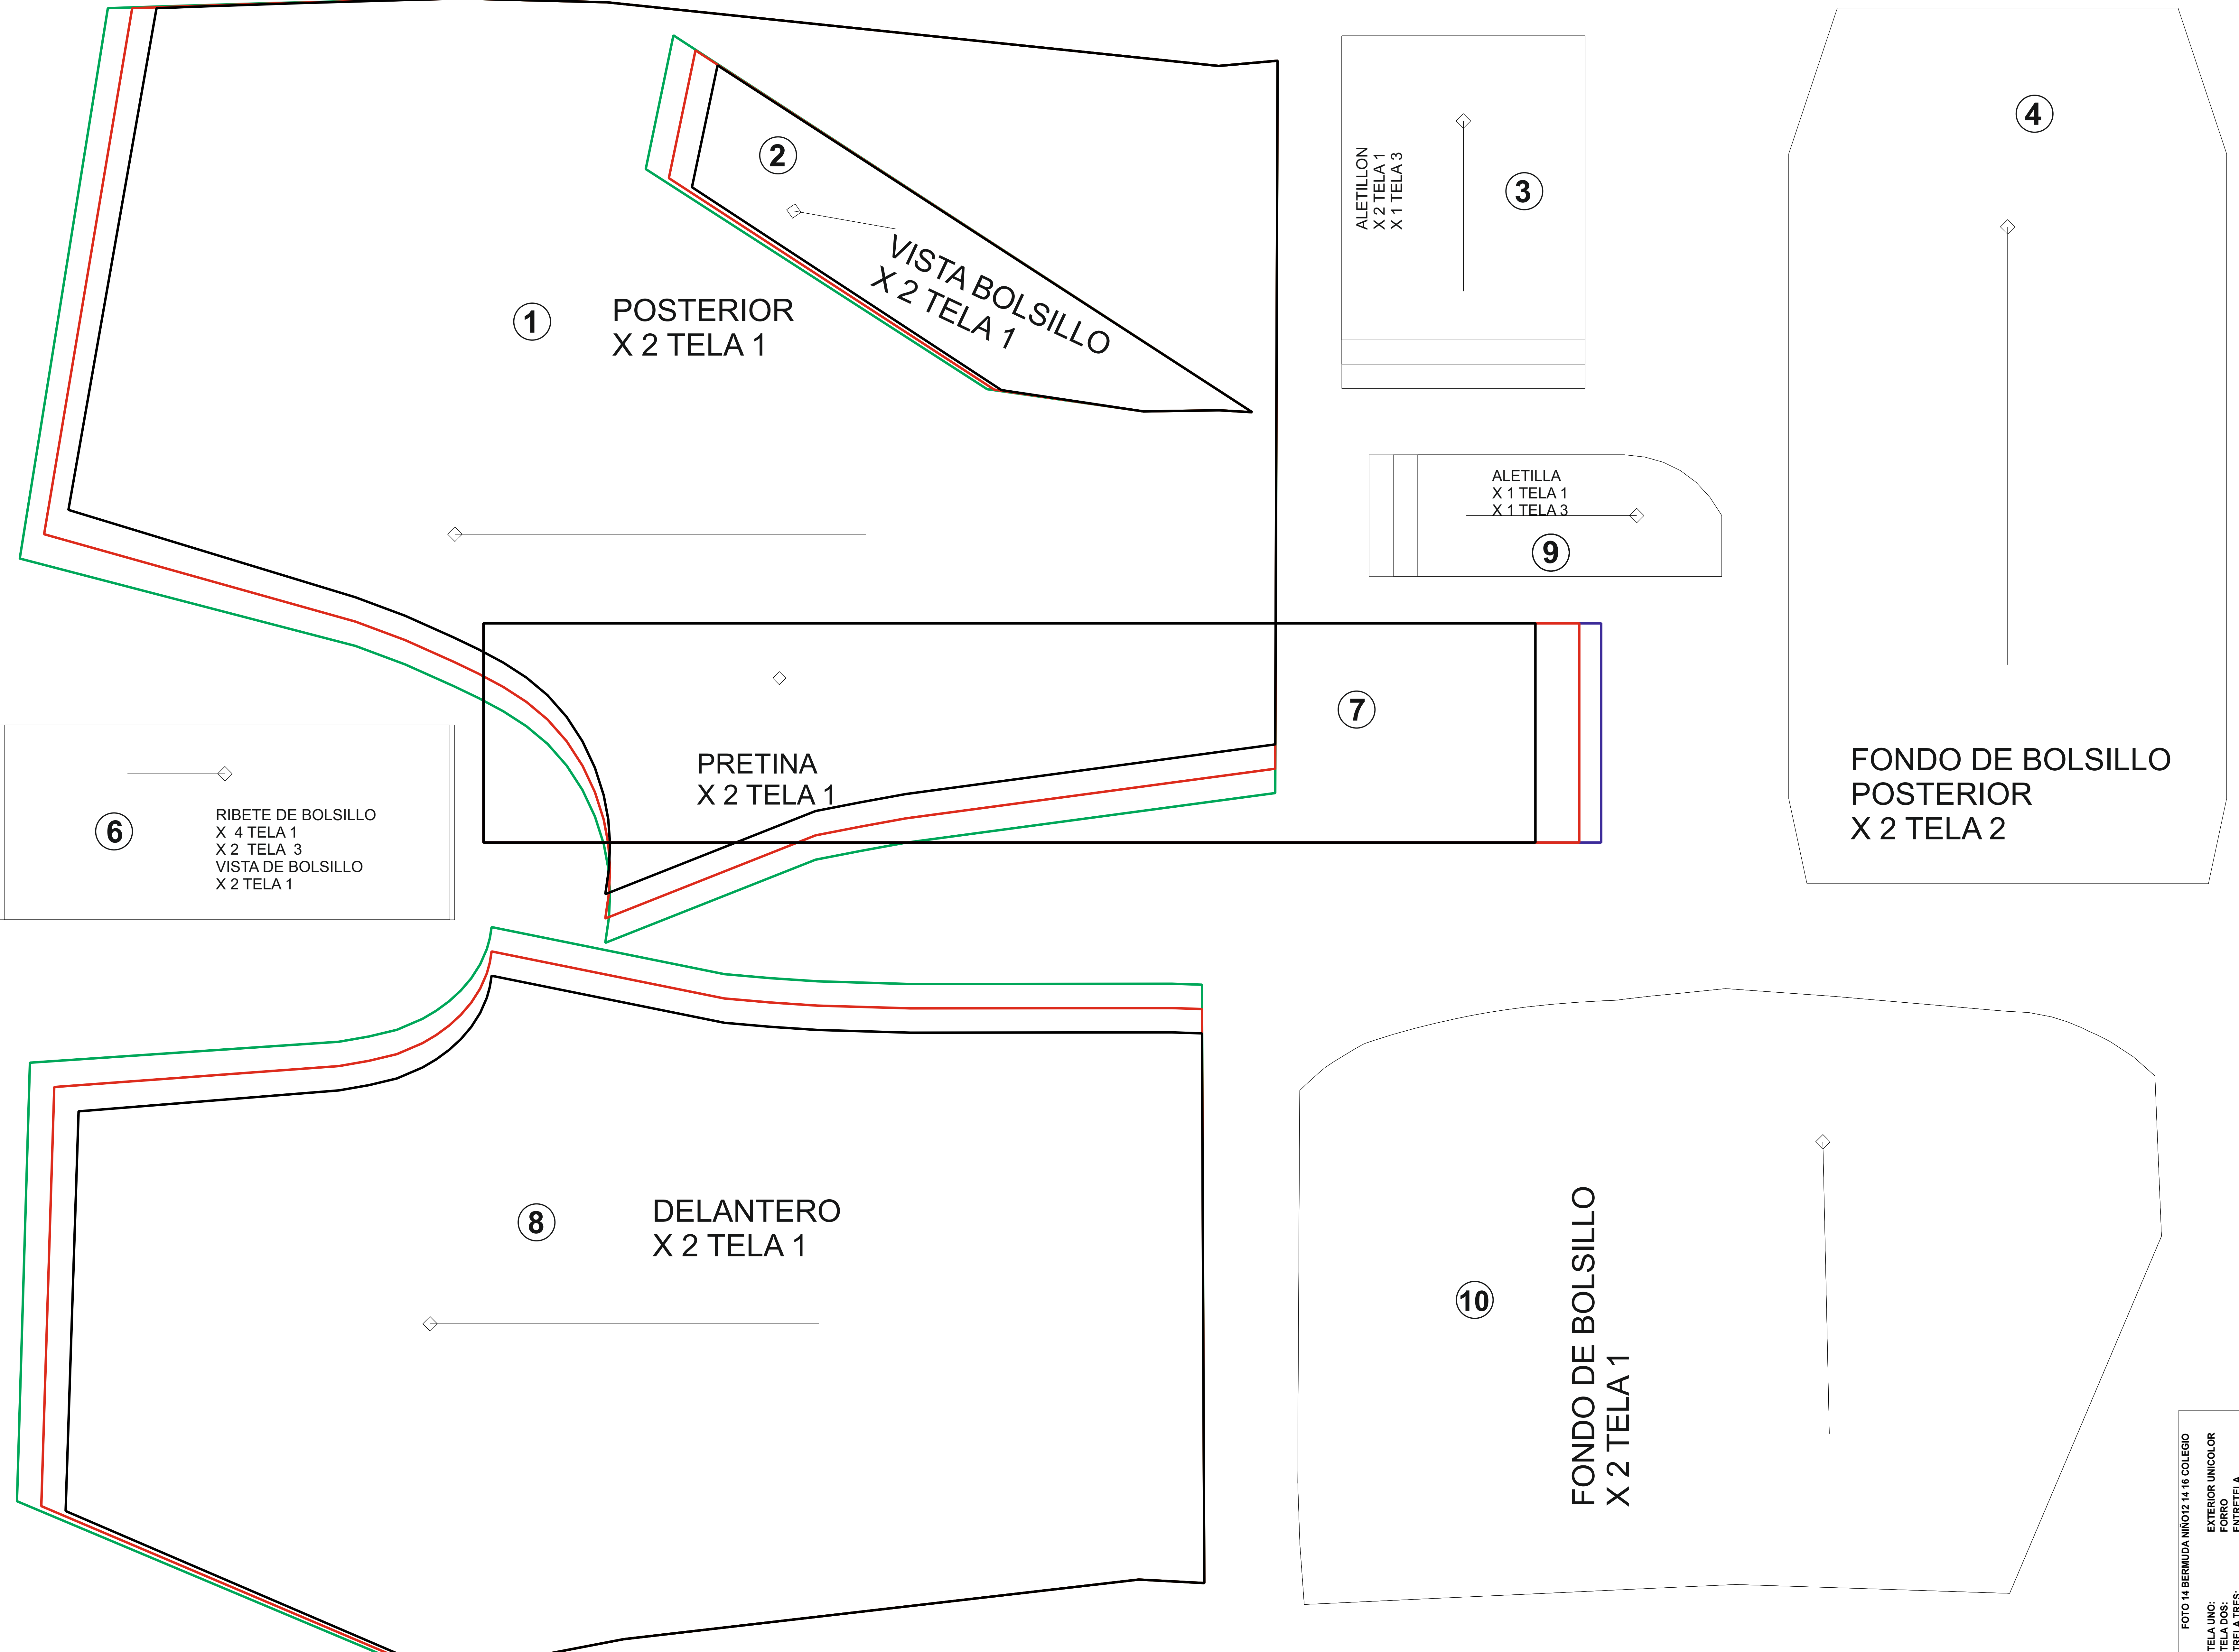 1
POSTERIOR
X 2 TELA 1
2
VISTA BOLSILLO
X 2 TELA 1
3
ALETILLON
X 2 TELA 1
X 1 TELA 3
4
FONDO DE BOLSILLO
POSTERIOR
X 2 TELA 2
9
ALETILLA
X 1 TELA 1
X 1 TELA 3
7
PRETINA
X 2 TELA 1
6
RIBETE DE BOLSILLO
X 4 TELA 1
X 2 TELA 3
VISTA DE BOLSILLO
X 2 TELA 1
8
DELANTERO
X 2 TELA 1
10
FONDO DE BOLSILLO
X 2 TELA 1
FOTO 14 BERMUDA NIÑO12 14 16 COLEGIO
TELA UNO: EXTERIOR UNICOLOR
TELA DOS: FORRO
ENTRETELA